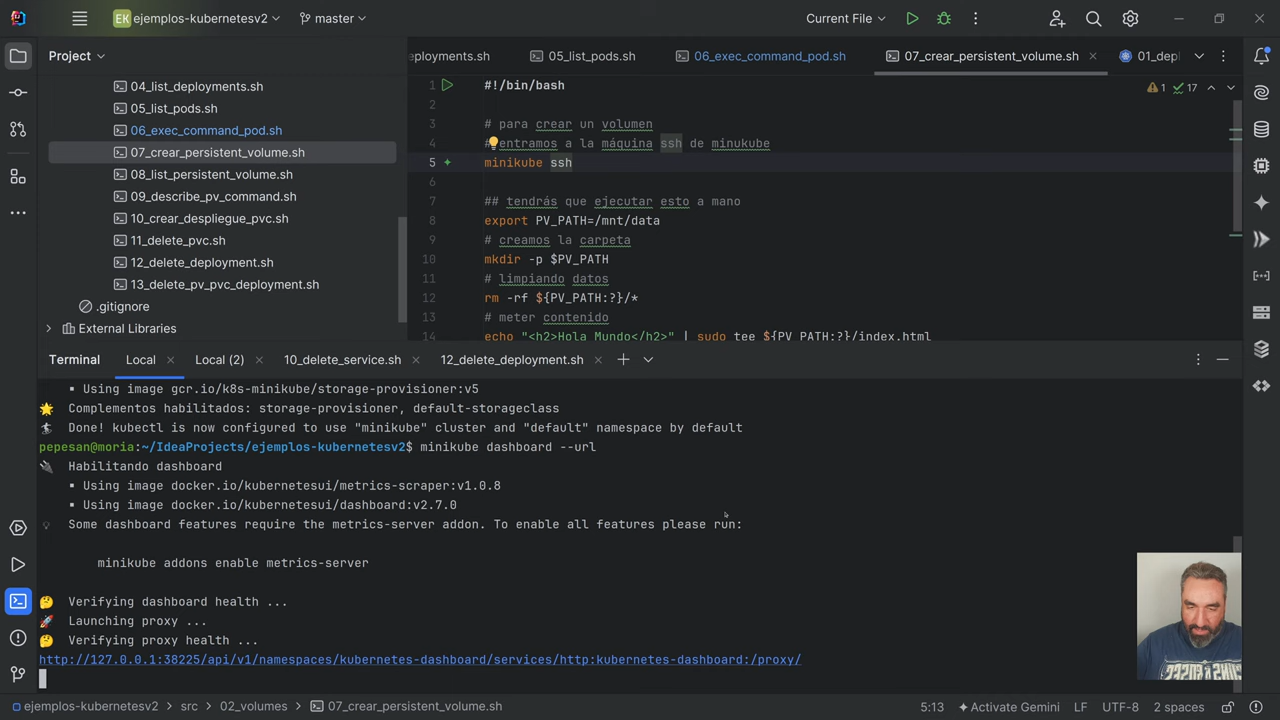 EK ejemplos-kubernetesv2
master
Current File
Project
04_list_deployments.sh
05_list_pods.sh
06_exec_command_pod.sh
07_crear_persistent_volume.sh
08_list_persistent_volume.sh
09_describe_pv_command.sh
10_crear_despliegue_pvc.sh
11_delete_pvc.sh
12_delete_deployment.sh
13_delete_pv_pvc_deployment.sh
.gitignore
External Libraries
eployments.sh
05_list_pods.sh
06_exec_command_pod.sh
07_crear_persistent_volume.sh
01_dep
1 17
1 #!/bin/bash
2
3 # para crear un volumen
4 # entramos a la máquina ssh de minukube
5 minikube ssh
6
7 ## tendrás que ejecutar esto a mano
8 export PV_PATH=/mnt/data
9 # creamos la carpeta
10 mkdir -p $PV_PATH
11 # limpiando datos
12 rm -rf ${PV_PATH:?}/*
13 # meter contenido
14 echo "<h2>Hola Mundo</h2>" | sudo tee ${PV_PATH:?}/index.html
Terminal
Local
Local (2)
10_delete_service.sh
12_delete_deployment.sh
▪ Using image gcr.io/k8s-minikube/storage-provisioner:v5
🌟 Complementos habilitados: storage-provisioner, default-storageclass
🏄 Done! kubectl is now configured to use "minikube" cluster and "default" namespace by default
pepesan@moria:~/IdeaProjects/ejemplos-kubernetesv2$ minikube dashboard --url
🔌 Habilitando dashboard
▪ Using image docker.io/kubernetesui/metrics-scraper:v1.0.8
▪ Using image docker.io/kubernetesui/dashboard:v2.7.0
💡 Some dashboard features require the metrics-server addon. To enable all features please run:
minikube addons enable metrics-server
🤔 Verifying dashboard health ...
🚀 Launching proxy ...
🤔 Verifying proxy health ...
http://127.0.0.1:38225/api/v1/namespaces/kubernetes-dashboard/services/http:kubernetes-dashboard:/proxy/
ejemplos-kubernetesv2 > src > 02_volumes > 07_crear_persistent_volume.sh
5:13
Activate Gemini
LF
UTF-8
2 spaces